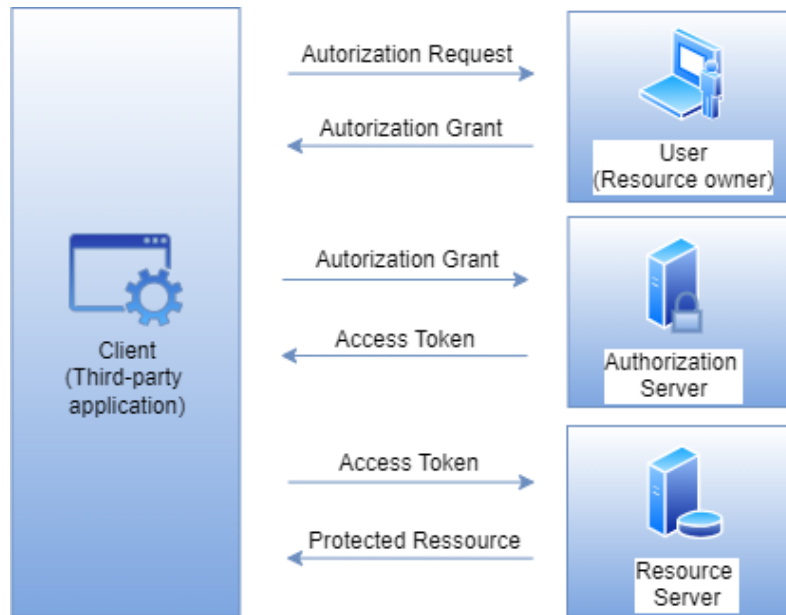 Autorization Request
Autorization Grant
User
(Resource owner)
Autorization Grant
Access Token
Client
(Third-party
application)
Authorization
Server
Access Token
Protected Ressource
Resource
Server